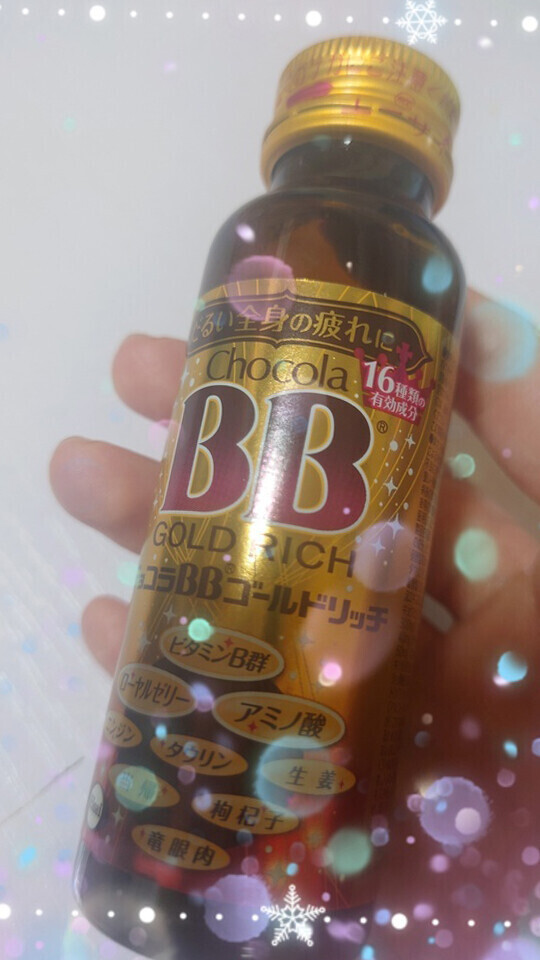 るい全身の疲れに
Chocola
16種類の
有効成分
BB®
GOLD RICH
コラBBゴールドリッチ
ビタミンB群
ローヤルゼリー
アミノ酸
タウリン
生姜
枸杞子
竜眼肉